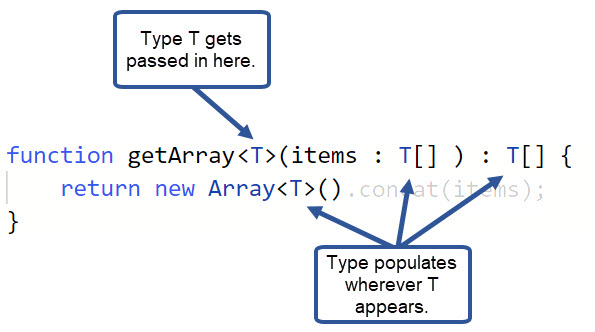 Type T gets
passed in here.
function getArray<T>(items : T[] ) : T[] {
return new Array<T>().concat(items);
}
Type populates
wherever T
appears.